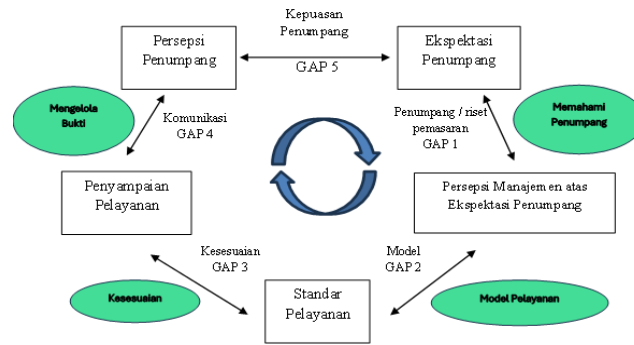 Kepuasan
Penumpang
Persepsi
Penumpang
Ekspektasi
Penumpang
GAP 5
Mengelola
Bukti
Komunikasi
GAP 4
Penumpang / riset
pemasaran
GAP 1
Memahami
Penumpang
Penyampaian
Pelayanan
Persepsi Manajemen atas
Ekspektasi Penumpang
Kesesuaian
GAP 3
Model
GAP 2
Kesesuaian
Standar
Pelayanan
Model Pelayanan